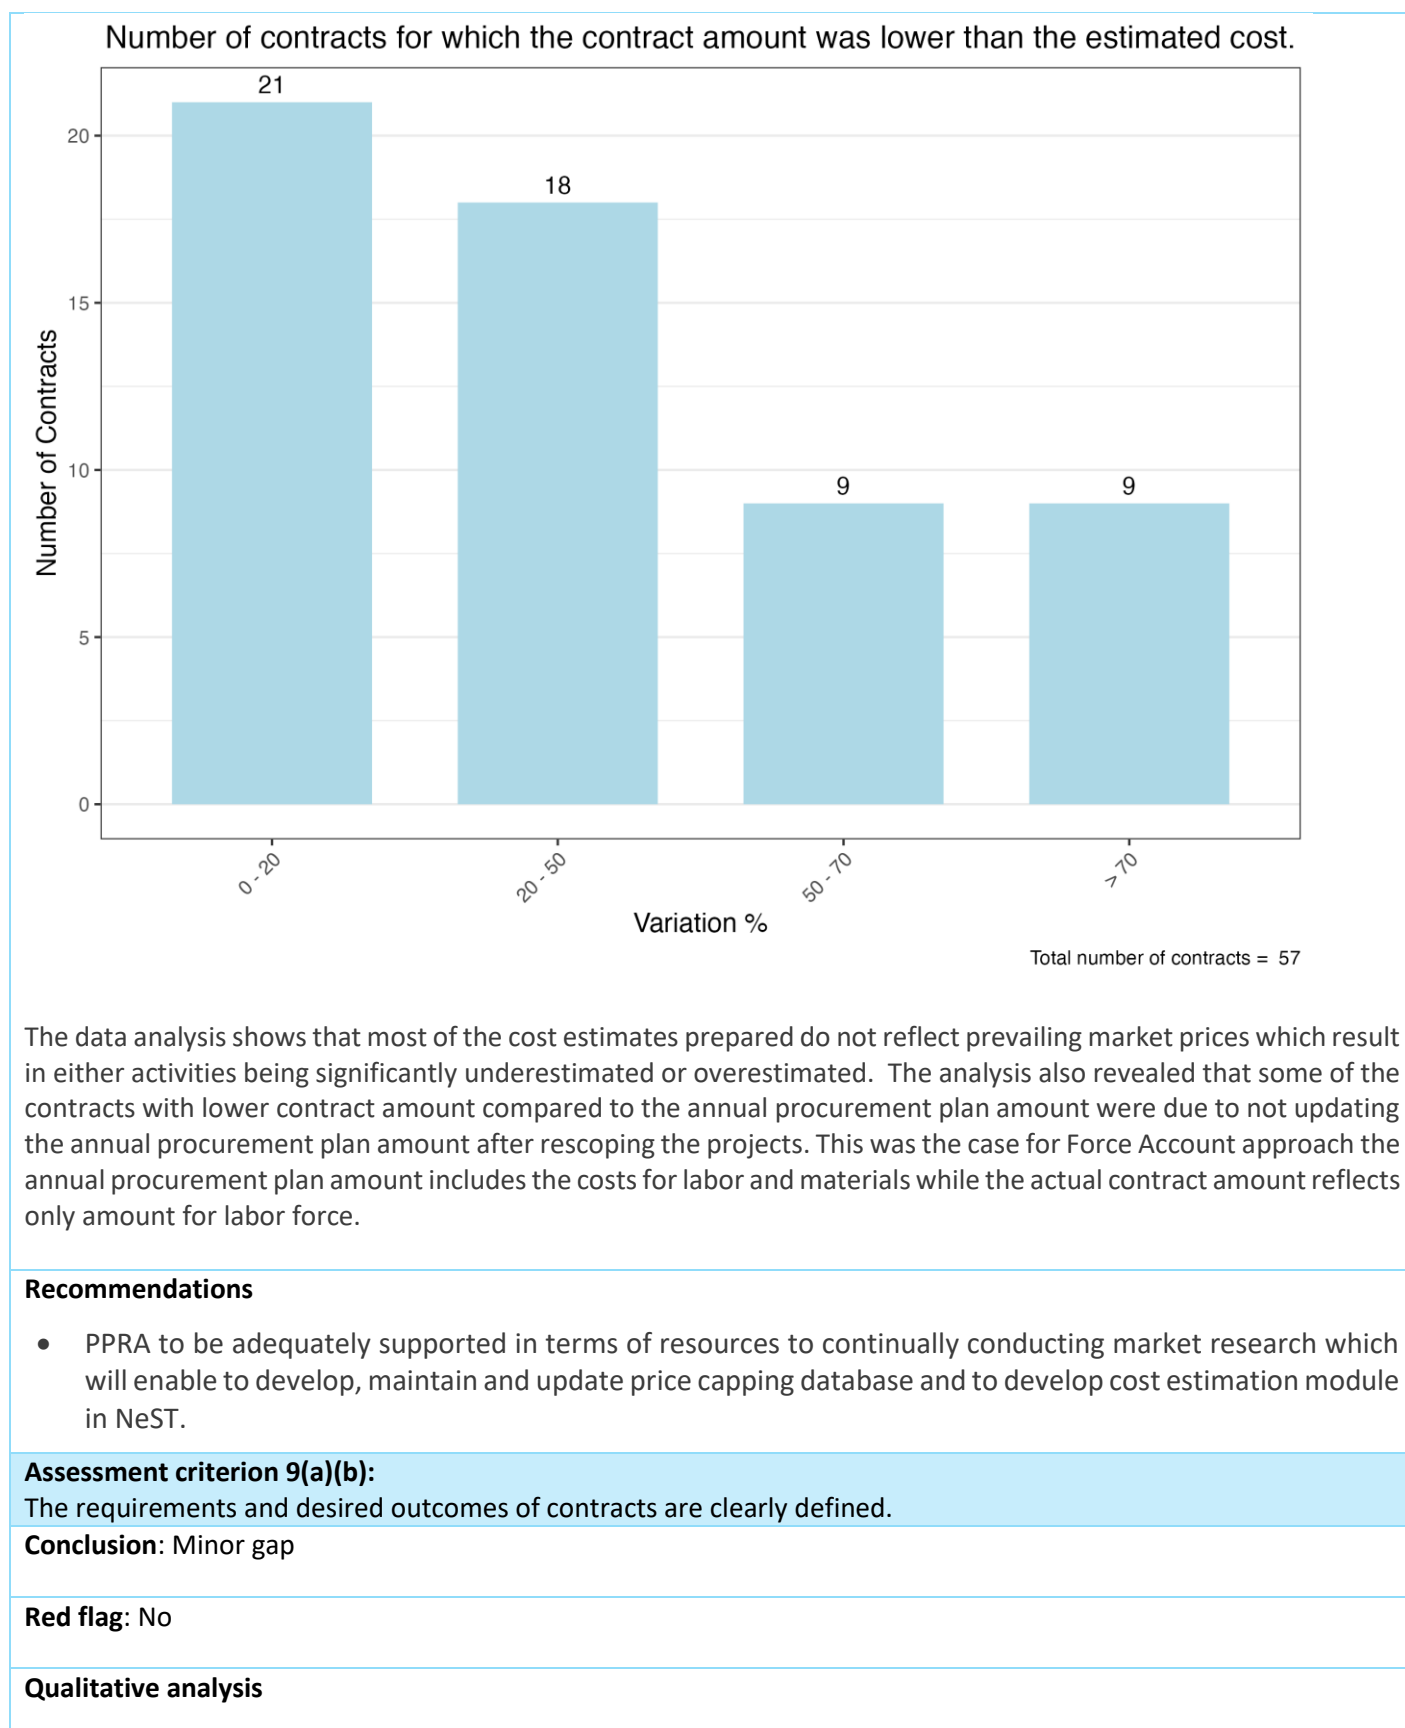 Number of contracts for which the contract amount was lower than the estimated cost.
21
20
18
15
Number of Contracts
10
9
9
5
0
0 - 20
20 - 50
50 - 70
> 70
Variation %
Total number of contracts = 57
The data analysis shows that most of the cost estimates prepared do not reflect prevailing market prices which result
in either activities being significantly underestimated or overestimated. The analysis also revealed that some of the
contracts with lower contract amount compared to the annual procurement plan amount were due to not updating
the annual procurement plan amount after rescoping the projects. This was the case for Force Account approach the
annual procurement plan amount includes the costs for labor and materials while the actual contract amount reflects
only amount for labor force.
Recommendations
• PPRA to be adequately supported in terms of resources to continually conducting market research which
will enable to develop, maintain and update price capping database and to develop cost estimation module
in NeST.
Assessment criterion 9(a)(b):
The requirements and desired outcomes of contracts are clearly defined.
Conclusion: Minor gap
Red flag: No
Qualitative analysis